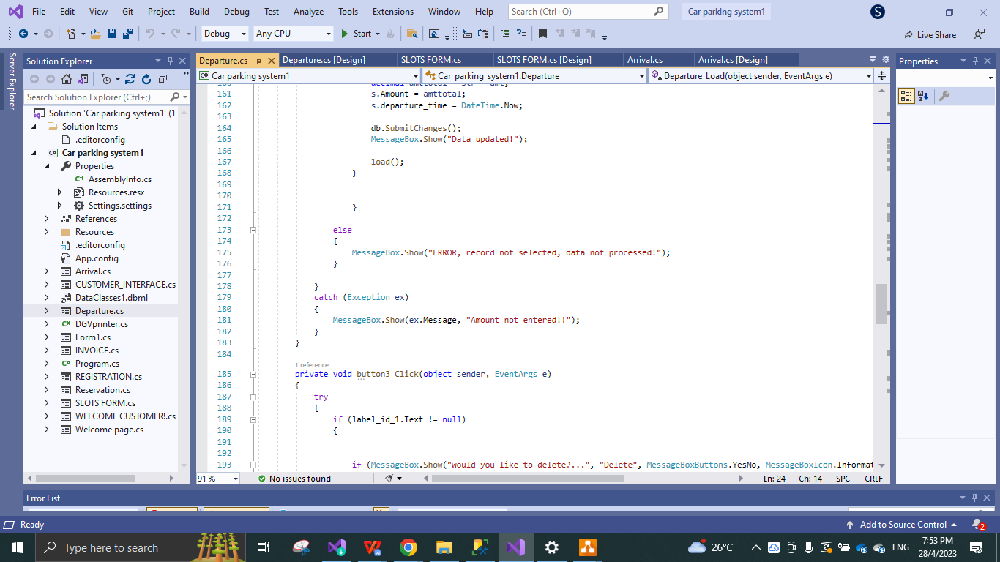 File Edit View Git Project Build Debug Test Analyze Tools Extensions Window Help Search (Ctrl+Q) Car parking system1 S
Debug Any CPU Start Live Share
Server Explorer
Solution Explorer
Search Solution Explorer (Ctrl+;)
Solution 'Car parking system1' (1
Solution Items
.editorconfig
Car parking system1
Properties
AssemblyInfo.cs
Resources.resx
Settings.settings
References
Resources
.editorconfig
App.config
Arrival.cs
CUSTOMER_INTERFACE.cs
DataClasses1.dbml
Departure.cs
DGVprinter.cs
Form1.cs
INVOICE.cs
Program.cs
REGISTRATION.cs
Reservation.cs
SLOTS FORM.cs
WELCOME CUSTOMER!.cs
Welcome page.cs
Departure.cs Departure.cs [Design] SLOTS FORM.cs SLOTS FORM.cs [Design] Arrival.cs Arrival.cs [Design]
Car parking system1 Car_parking_system1.Departure Departure_Load(object sender, EventArgs e)
161 s.Amount = amttotal;
162 s.departure_time = DateTime.Now;
163
164 db.SubmitChanges();
165 MessageBox.Show("Data updated!");
166
167 load();
168 }
169
170
171 }
172
173 else
174 {
175 MessageBox.Show("ERROR, record not selected, data not processed!");
176 }
177
178 }
179 catch (Exception ex)
180 {
181 MessageBox.Show(ex.Message, "Amount not entered!!");
182 }
183 }
184
1 reference
185 private void button3_Click(object sender, EventArgs e)
186 {
187 try
188 {
189 if (label_id_1.Text != null)
190 {
191
192
193 if (MessageBox.Show("would you like to delete?...", "Delete", MessageBoxButtons.YesNo, MessageBoxIcon.Informat
91 % No issues found Ln: 24 Ch: 14 SPC CRLF
Properties
Error List
Ready Add to Source Control 2
Type here to search 26°C ENG 7:53 PM
28/4/2023